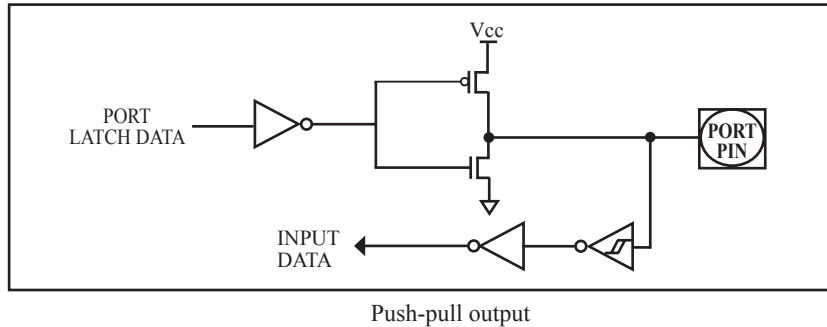 Vcc
PORT
LATCH DATA
PORT
PIN
INPUT
DATA
Push-pull output